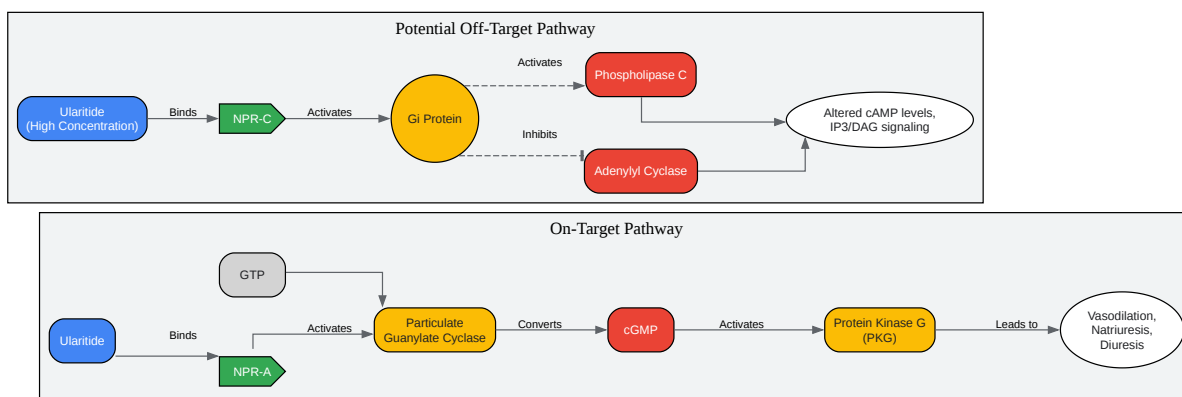 Potential Off-Target Pathway
Ularitide
(High Concentration)
Binds
NPR-C
Activates
Gi Protein
Activates
Phospholipase C
Inhibits
Adenylyl Cyclase
Altered cAMP levels,
IP3/DAG signaling
On-Target Pathway
GTP
Ularitide
Binds
NPR-A
Activates
Particulate
Guanylate Cyclase
Converts
cGMP
Activates
Protein Kinase G
(PKG)
Leads to
Vasodilation,
Natriuresis,
Diuresis